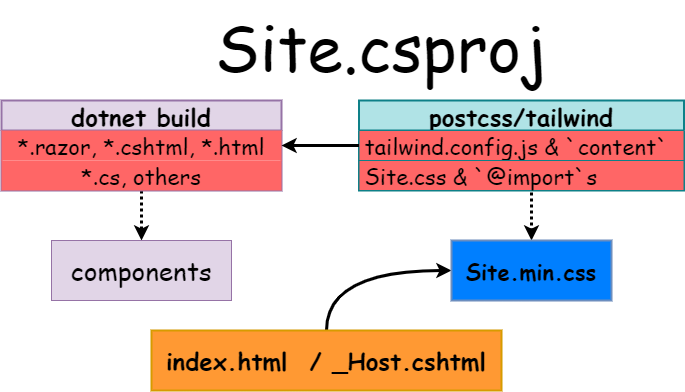 Site.csproj
dotnet build
*.razor, *.cshtml, *.html
*.cs, others
postcss/tailwind
tailwind.config.js & `content`
Site.css & `@import`s
components
Site.min.css
index.html / _Host.cshtml